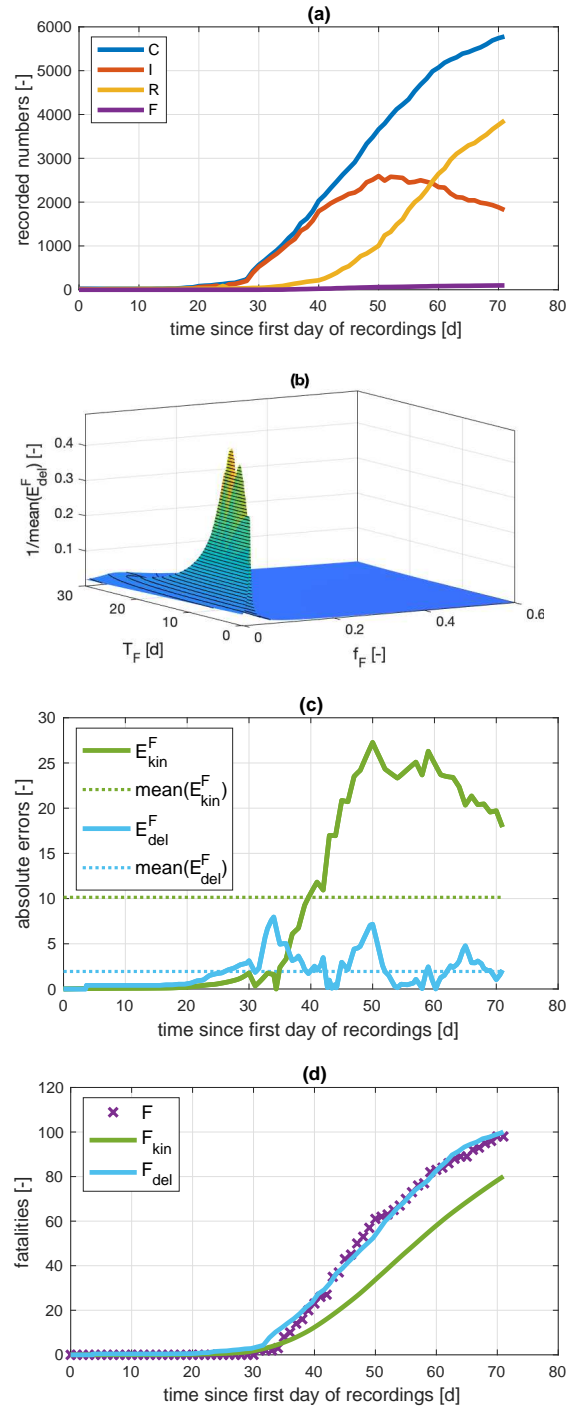 (a)
6000
5000
4000
3000
2000
1000
0
recorded numbers [-]
C
I
R
F
0 10 20 30 40 50 60 70 80
time since first day of recordings [d]
(b)
0.4
0.3
0.2
0.1
1/mean(E_del^F) [-]
30
20
10
0
T_F [d]
0
0.2
0.4
0.6
f_F [-]
(c)
30
25
20
15
10
5
0
absolute errors [-]
E_kin^F
mean(E_kin^F)
E_del^F
mean(E_del^F)
0 10 20 30 40 50 60 70 80
time since first day of recordings [d]
(d)
120
100
80
60
40
20
0
fatalities [-]
F
F_kin
F_del
0 10 20 30 40 50 60 70 80
time since first day of recordings [d]